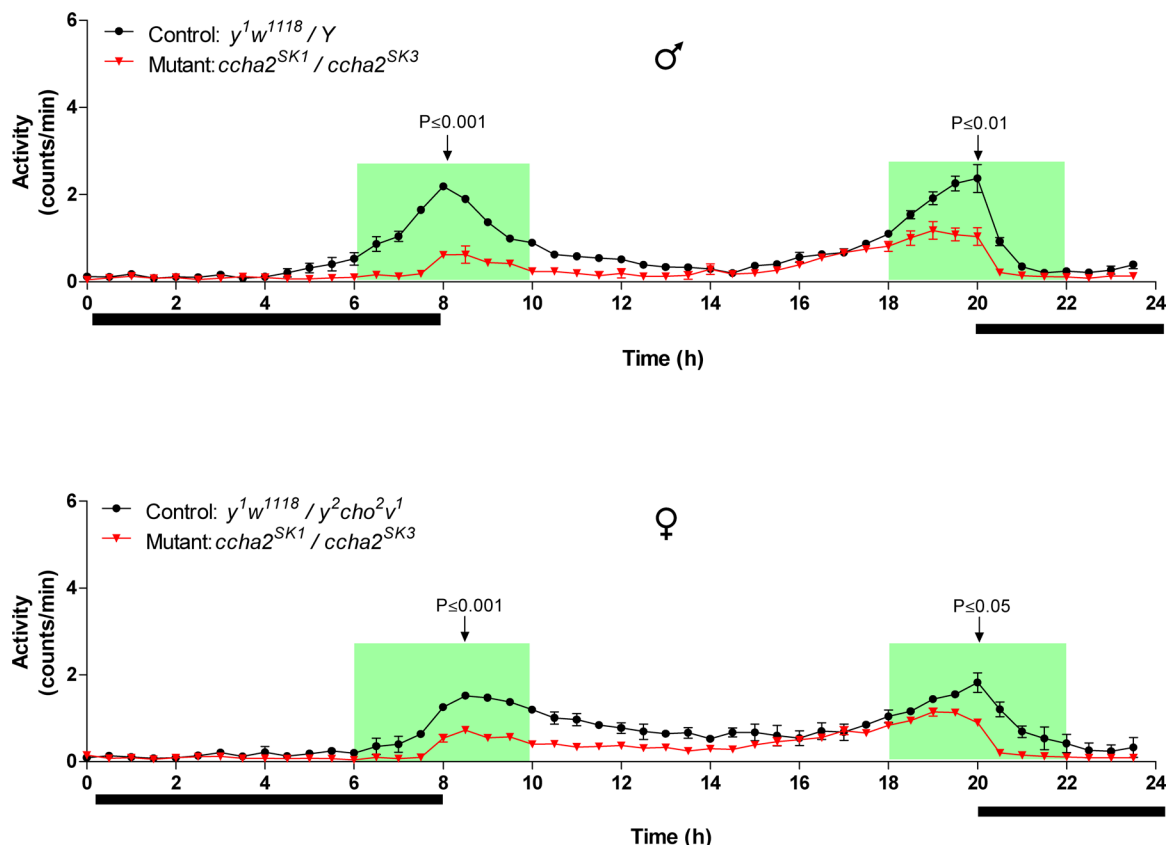 6
Control: y¹w¹¹¹⁸ / Y
Mutant: ccha2ˢᴷ¹ / ccha2ˢᴷ³
♂
4
P≤0.001
P≤0.01
Activity
(counts/min)
2
0
0 2 4 6 8 10 12 14 16 18 20 22 24
Time (h)
6
Control: y¹w¹¹¹⁸ / y²cho²v¹
Mutant: ccha2ˢᴷ¹ / ccha2ˢᴷ³
♀
4
P≤0.001
P≤0.05
Activity
(counts/min)
2
0
0 2 4 6 8 10 12 14 16 18 20 22 24
Time (h)